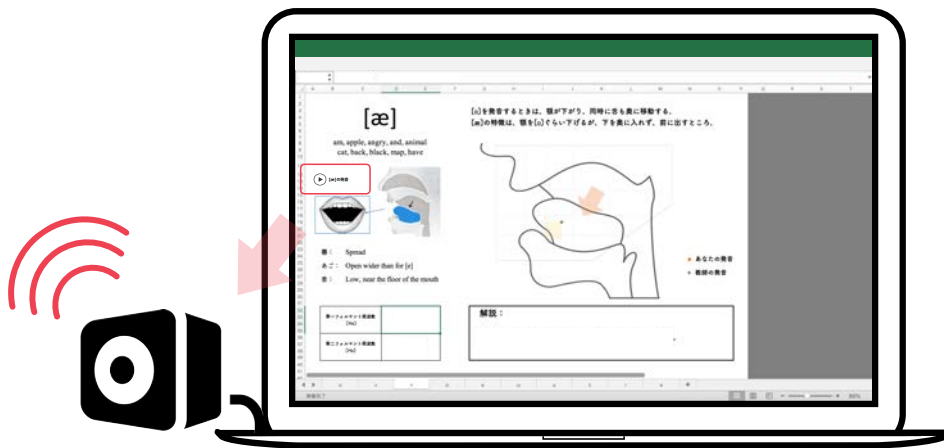 [æ]
am, apple, angry, and, animal
cat, back, black, map, have
[æ]の発音
唇： Spread
あご： Open wider than for [e]
舌： Low, near the floor of the mouth
第一フォルマント周波数
[Hz]
第二フォルマント周波数
[Hz]
[ɑ]を発音するときは、顎が下がり、同時に舌も奥に移動する。
[æ]の特徴は、顎を[ɑ]ぐらい下げるが、下を奥に入れず、前に出すところ。
あなたの発音
教師の発音
解説：